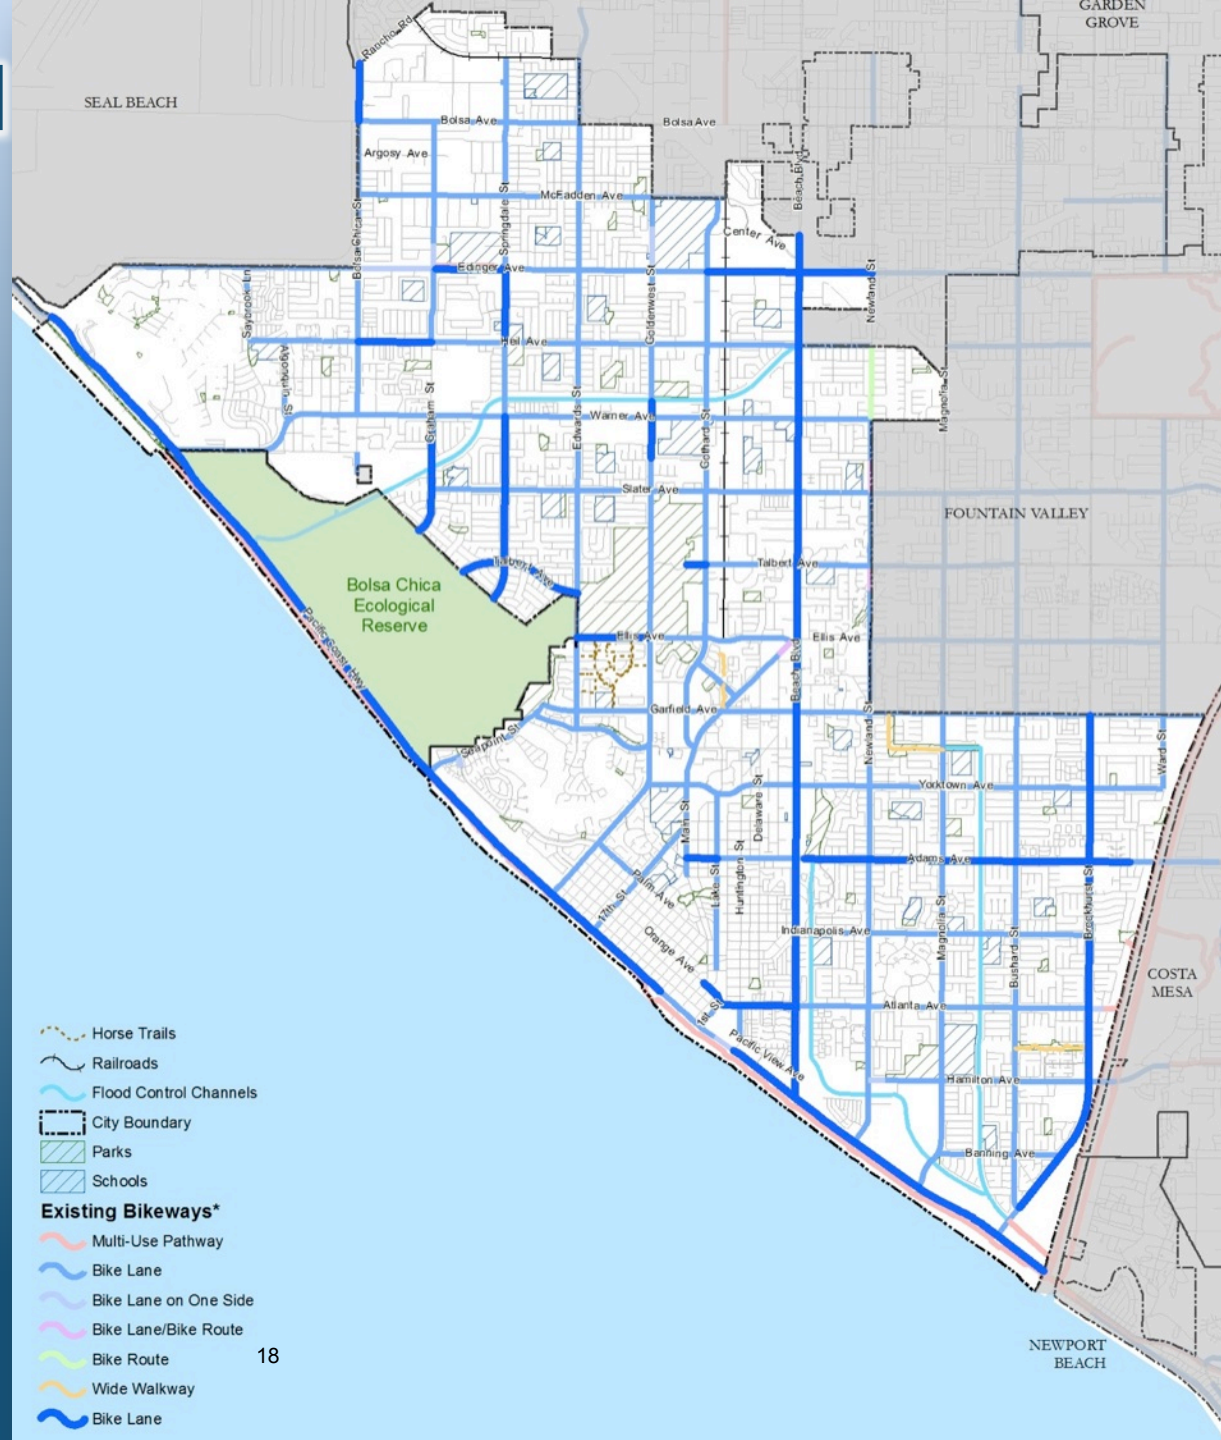 GARDEN
GROVE
Rancho Rd
SEAL BEACH
Bolsa Ave
Bolsa Ave
Argosy Ave
Beach Blvd
McFadden Ave
Springdale St
Bolsa Chica St
Center Ave
Edinger Ave
Saybrook Ln
Goldenwest St
Newland St
Heil Ave
Algonquin St
Graham St
Edwards St
Warner Ave
Gothard St
Magnolia St
Slater Ave
FOUNTAIN VALLEY
Talbert Ave
Talbert Ave
Bolsa Chica
Ecological
Reserve
Pacific Coast Hwy
Ellis Ave
Ellis Ave
Beach Blvd
Garfield Ave
Seapoint St
Newland St
Ward St
Yorktown Ave
Main St
Delaware St
Huntington St
Adams Ave
Palm Ave
Lake St
17th St
Brookhurst St
Magnolia St
Indianapolis Ave
Bushard St
Orange Ave
COSTA
MESA
Atlanta Ave
1st St
Pacific View Ave
Hamilton Ave
Banning Ave
NEWPORT
BEACH
Horse Trails
Railroads
Flood Control Channels
City Boundary
Parks
Schools
Existing Bikeways*
Multi-Use Pathway
Bike Lane
Bike Lane on One Side
Bike Lane/Bike Route
Bike Route
18
Wide Walkway
Bike Lane